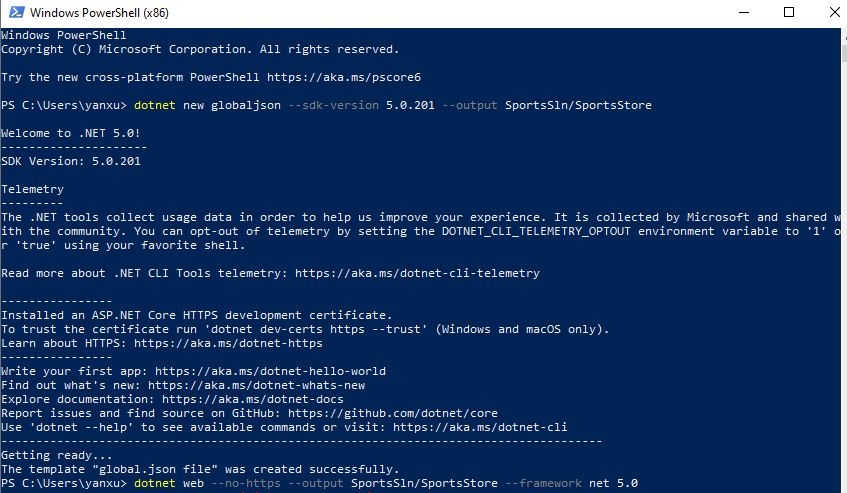 Windows PowerShell (x86)
Windows PowerShell
Copyright (C) Microsoft Corporation. All rights reserved.
Try the new cross-platform PowerShell https://aka.ms/pscore6
PS C:\Users\yanxu> dotnet new globaljson --sdk-version 5.0.201 --output SportsSln/SportsStore
Welcome to .NET 5.0!
---------------------
SDK Version: 5.0.201
Telemetry
---------
The .NET tools collect usage data in order to help us improve your experience. It is collected by Microsoft and shared w
ith the community. You can opt-out of telemetry by setting the DOTNET_CLI_TELEMETRY_OPTOUT environment variable to '1' o
r 'true' using your favorite shell.
Read more about .NET CLI Tools telemetry: https://aka.ms/dotnet-cli-telemetry
----------------
Installed an ASP.NET Core HTTPS development certificate.
To trust the certificate run 'dotnet dev-certs https --trust' (Windows and macOS only).
Learn about HTTPS: https://aka.ms/dotnet-https
----------------
Write your first app: https://aka.ms/dotnet-hello-world
Find out what's new: https://aka.ms/dotnet-whats-new
Explore documentation: https://aka.ms/dotnet-docs
Report issues and find source on GitHub: https://github.com/dotnet/core
Use 'dotnet --help' to see available commands or visit: https://aka.ms/dotnet-cli
--------------------------------------------------------------------------------------
Getting ready...
The template "global.json file" was created successfully.
PS C:\Users\yanxu> dotnet web --no-https --output SportsSln/SportsStore --framework net 5.0